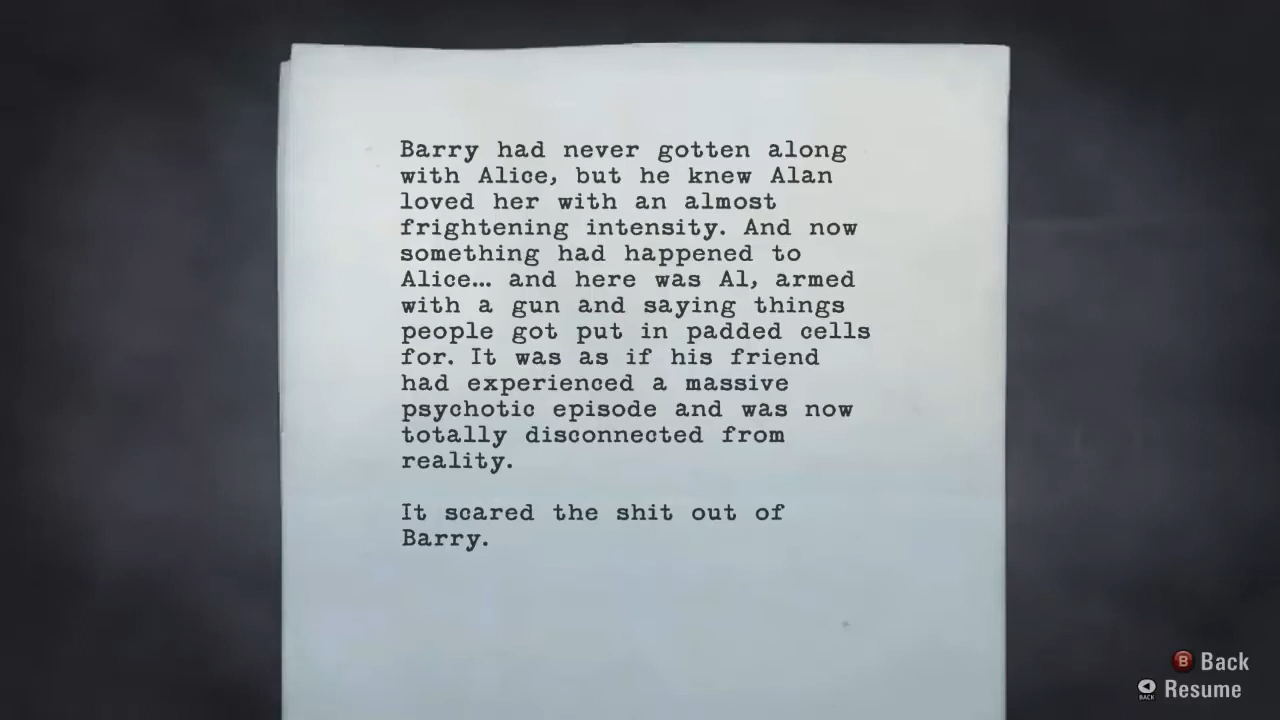 Barry had never gotten along
with Alice, but he knew Alan
loved her with an almost
frightening intensity. And now
something had happened to
Alice… and here was Al, armed
with a gun and saying things
people got put in padded cells
for. It was as if his friend
had experienced a massive
psychotic episode and was now
totally disconnected from
reality.
It scared the shit out of
Barry.
B Back
BACK Resume